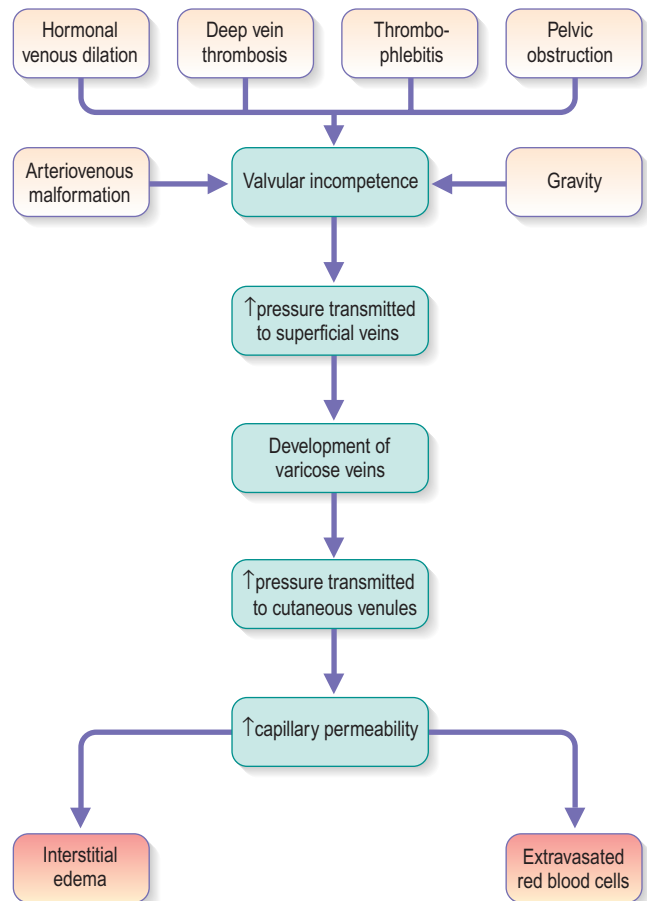 Hormonal
venous dilation
Deep vein
thrombosis
Thrombo-
phlebitis
Pelvic
obstruction
Arteriovenous
malformation
Valvular incompetence
Gravity
↑pressure transmitted
to superficial veins
Development of
varicose veins
↑pressure transmitted
to cutaneous venules
↑capillary permeability
Interstitial
edema
Extravasated
red blood cells